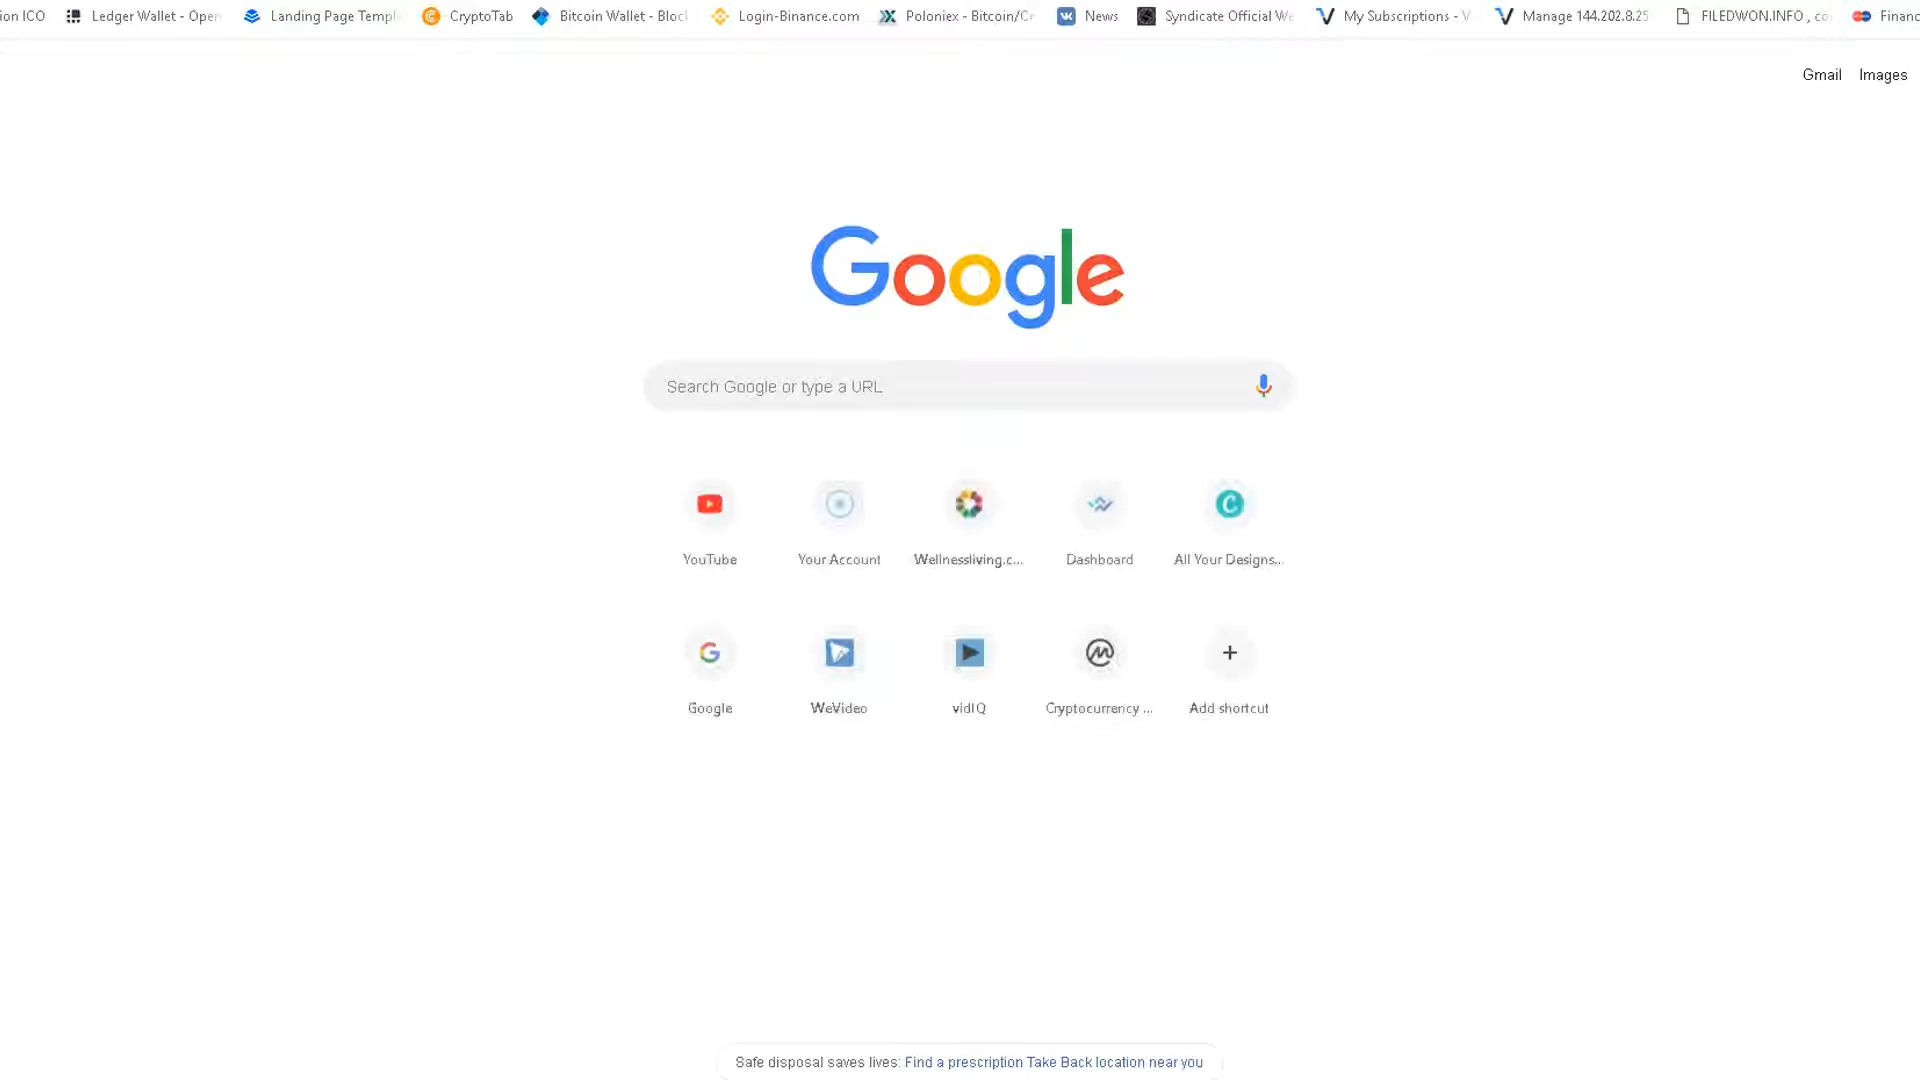 ion ICO Ledger Wallet - Open Landing Page Templ CryptoTab Bitcoin Wallet - Block Login-Binance.com Poloniex - Bitcoin/Cr News Syndicate Official We My Subscriptions - V Manage 144.202.8.25 FILEDWON.INFO , co Financ
Gmail Images
Google
Search Google or type a URL
YouTube Your Account Wellnessliving.c... Dashboard All Your Designs...
Google WeVideo vidIQ Cryptocurrency ... Add shortcut
Safe disposal saves lives: Find a prescription Take Back location near you